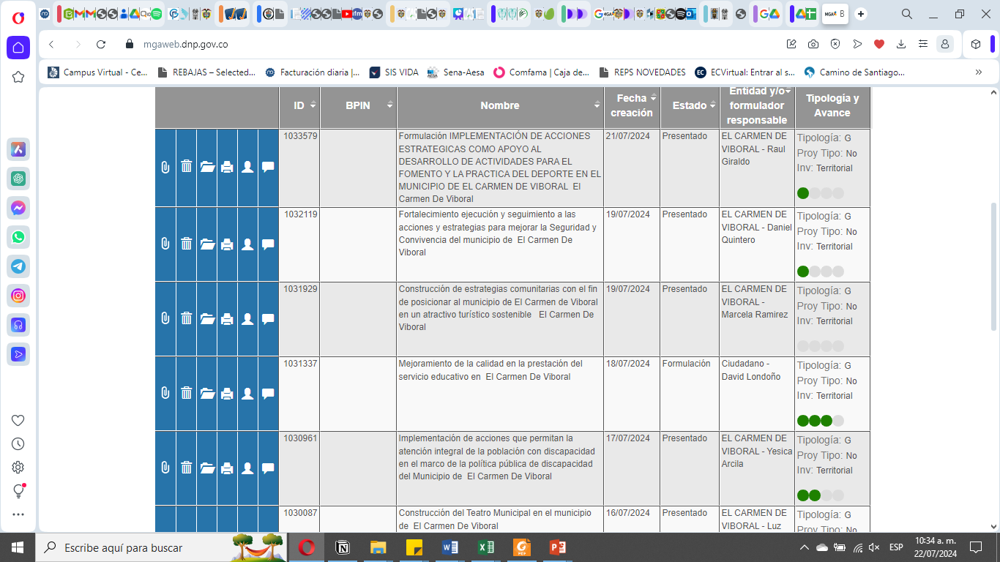 MGA B
mgaweb.dnp.gov.co
Campus Virtual - Ce...
REBAJAS – Selected...
Facturación diaria |...
SIS VIDA
Sena-Aesa
Comfama | Caja de...
REPS NOVEDADES
ECVirtual: Entrar al s...
Camino de Santiago...
»
ID
BPIN
Nombre
Fecha
creación
Estado
Entidad y/o
formulador
responsable
Tipología y
Avance
1033579
Formulación IMPLEMENTACIÓN DE ACCIONES
ESTRATEGICAS COMO APOYO AL
DESARROLLO DE ACTIVIDADES PARA EL
FOMENTO Y LA PRACTICA DEL DEPORTE EN EL
MUNICIPIO DE EL CARMEN DE VIBORAL El
Carmen De Viboral
21/07/2024
Presentado
EL CARMEN DE
VIBORAL - Raul
Giraldo
Tipología: G
Proy Tipo: No
Inv: Territorial
1032119
Fortalecimiento ejecución y seguimiento a las
acciones y estrategias para mejorar la Seguridad y
Convivencia del municipio de El Carmen De
Viboral
19/07/2024
Presentado
EL CARMEN DE
VIBORAL - Daniel
Quintero
Tipología: G
Proy Tipo: No
Inv: Territorial
1031929
Construcción de estrategias comunitarias con el fin
de posicionar al municipio de El Carmen de Viboral
en un atractivo turístico sostenible El Carmen De
Viboral
19/07/2024
Presentado
EL CARMEN DE
VIBORAL -
Marcela Ramirez
Tipología: G
Proy Tipo: No
Inv: Territorial
1031337
Mejoramiento de la calidad en la prestación del
servicio educativo en El Carmen De Viboral
18/07/2024
Formulación
Ciudadano -
David Londoño
Tipología: G
Proy Tipo: No
Inv: Territorial
1030961
Implementación de acciones que permitan la
atención integral de la población con discapacidad
en el marco de la política pública de discapacidad
del Municipio de El Carmen De Viboral
17/07/2024
Presentado
EL CARMEN DE
VIBORAL - Yesica
Arcila
Tipología: G
Proy Tipo: No
Inv: Territorial
1030087
Construcción del Teatro Municipal en el municipio
de El Carmen De Viboral
16/07/2024
Presentado
EL CARMEN DE
VIBORAL - Luz
Tipología: G
Proy Tipo: No
Escribe aquí para buscar
ESP
10:34 a. m.
22/07/2024